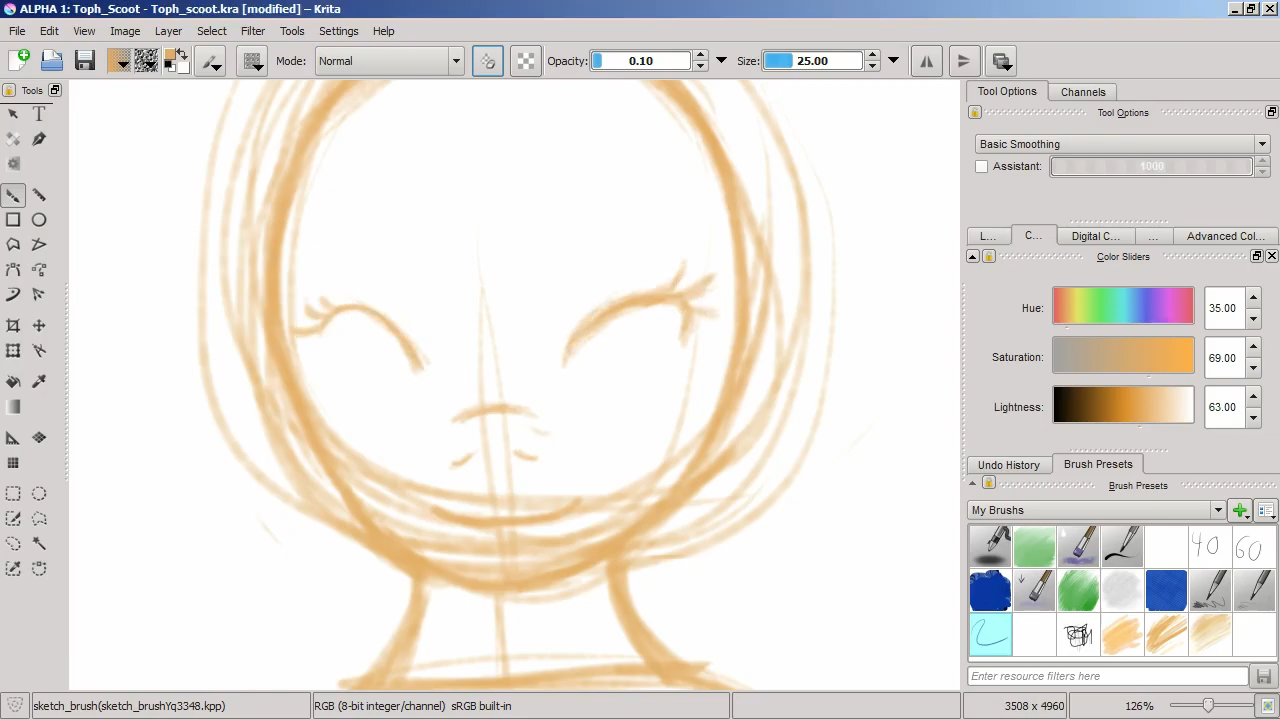 ALPHA 1: Toph_Scoot - Toph_scoot.kra [modified] – Krita
File Edit View Image Layer Select Filter Tools Settings Help
Mode: Normal Opacity: 0.10 Size: 25.00
Tools
T
Tool Options Channels
Tool Options
Basic Smoothing
Assistant: 1000
L... C... Digital C... ... Advanced Col...
Color Sliders
Hue: 35.00
Saturation: 69.00
Lightness: 63.00
Undo History Brush Presets
Brush Presets
My Brushes
40 60
Enter resource filters here
sketch_brush(sketch_brushYq3348.kpp) RGB (8-bit integer/channel) sRGB built-in 3508 x 4960 126%